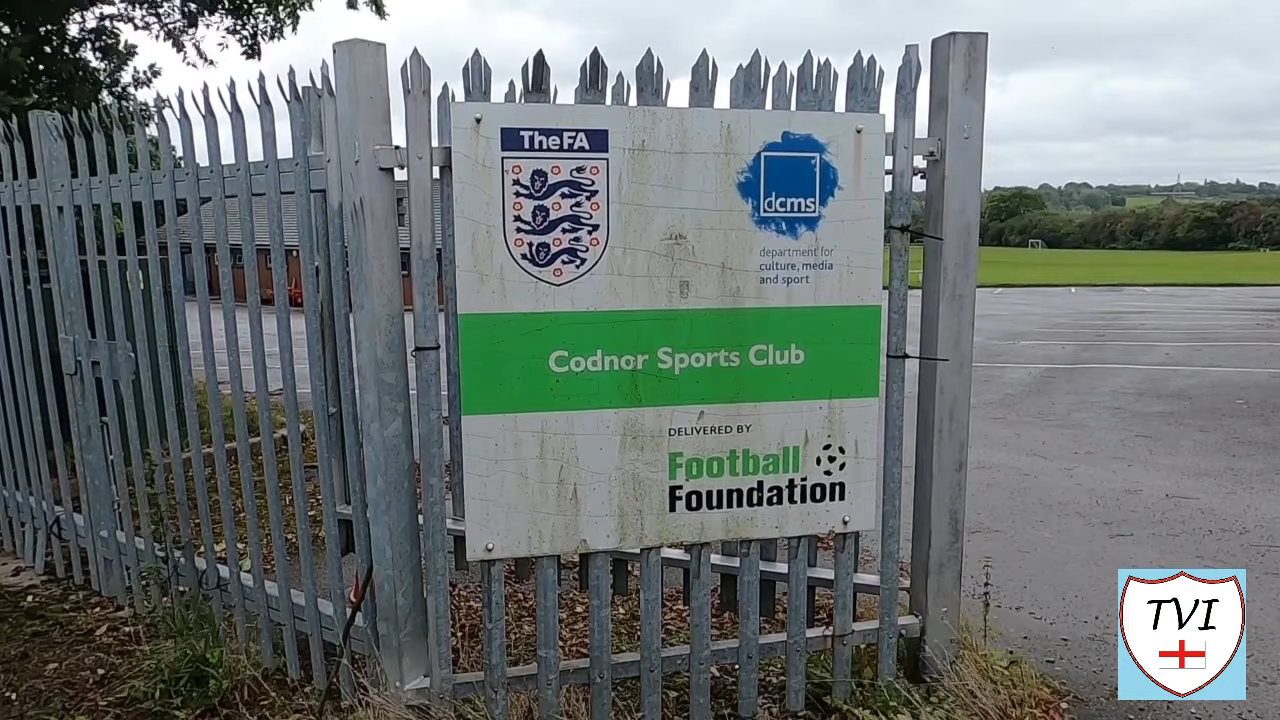 TheFA
dcms
department for
culture, media
and sport
Codnor Sports Club
DELIVERED BY
Football
Foundation
TVI